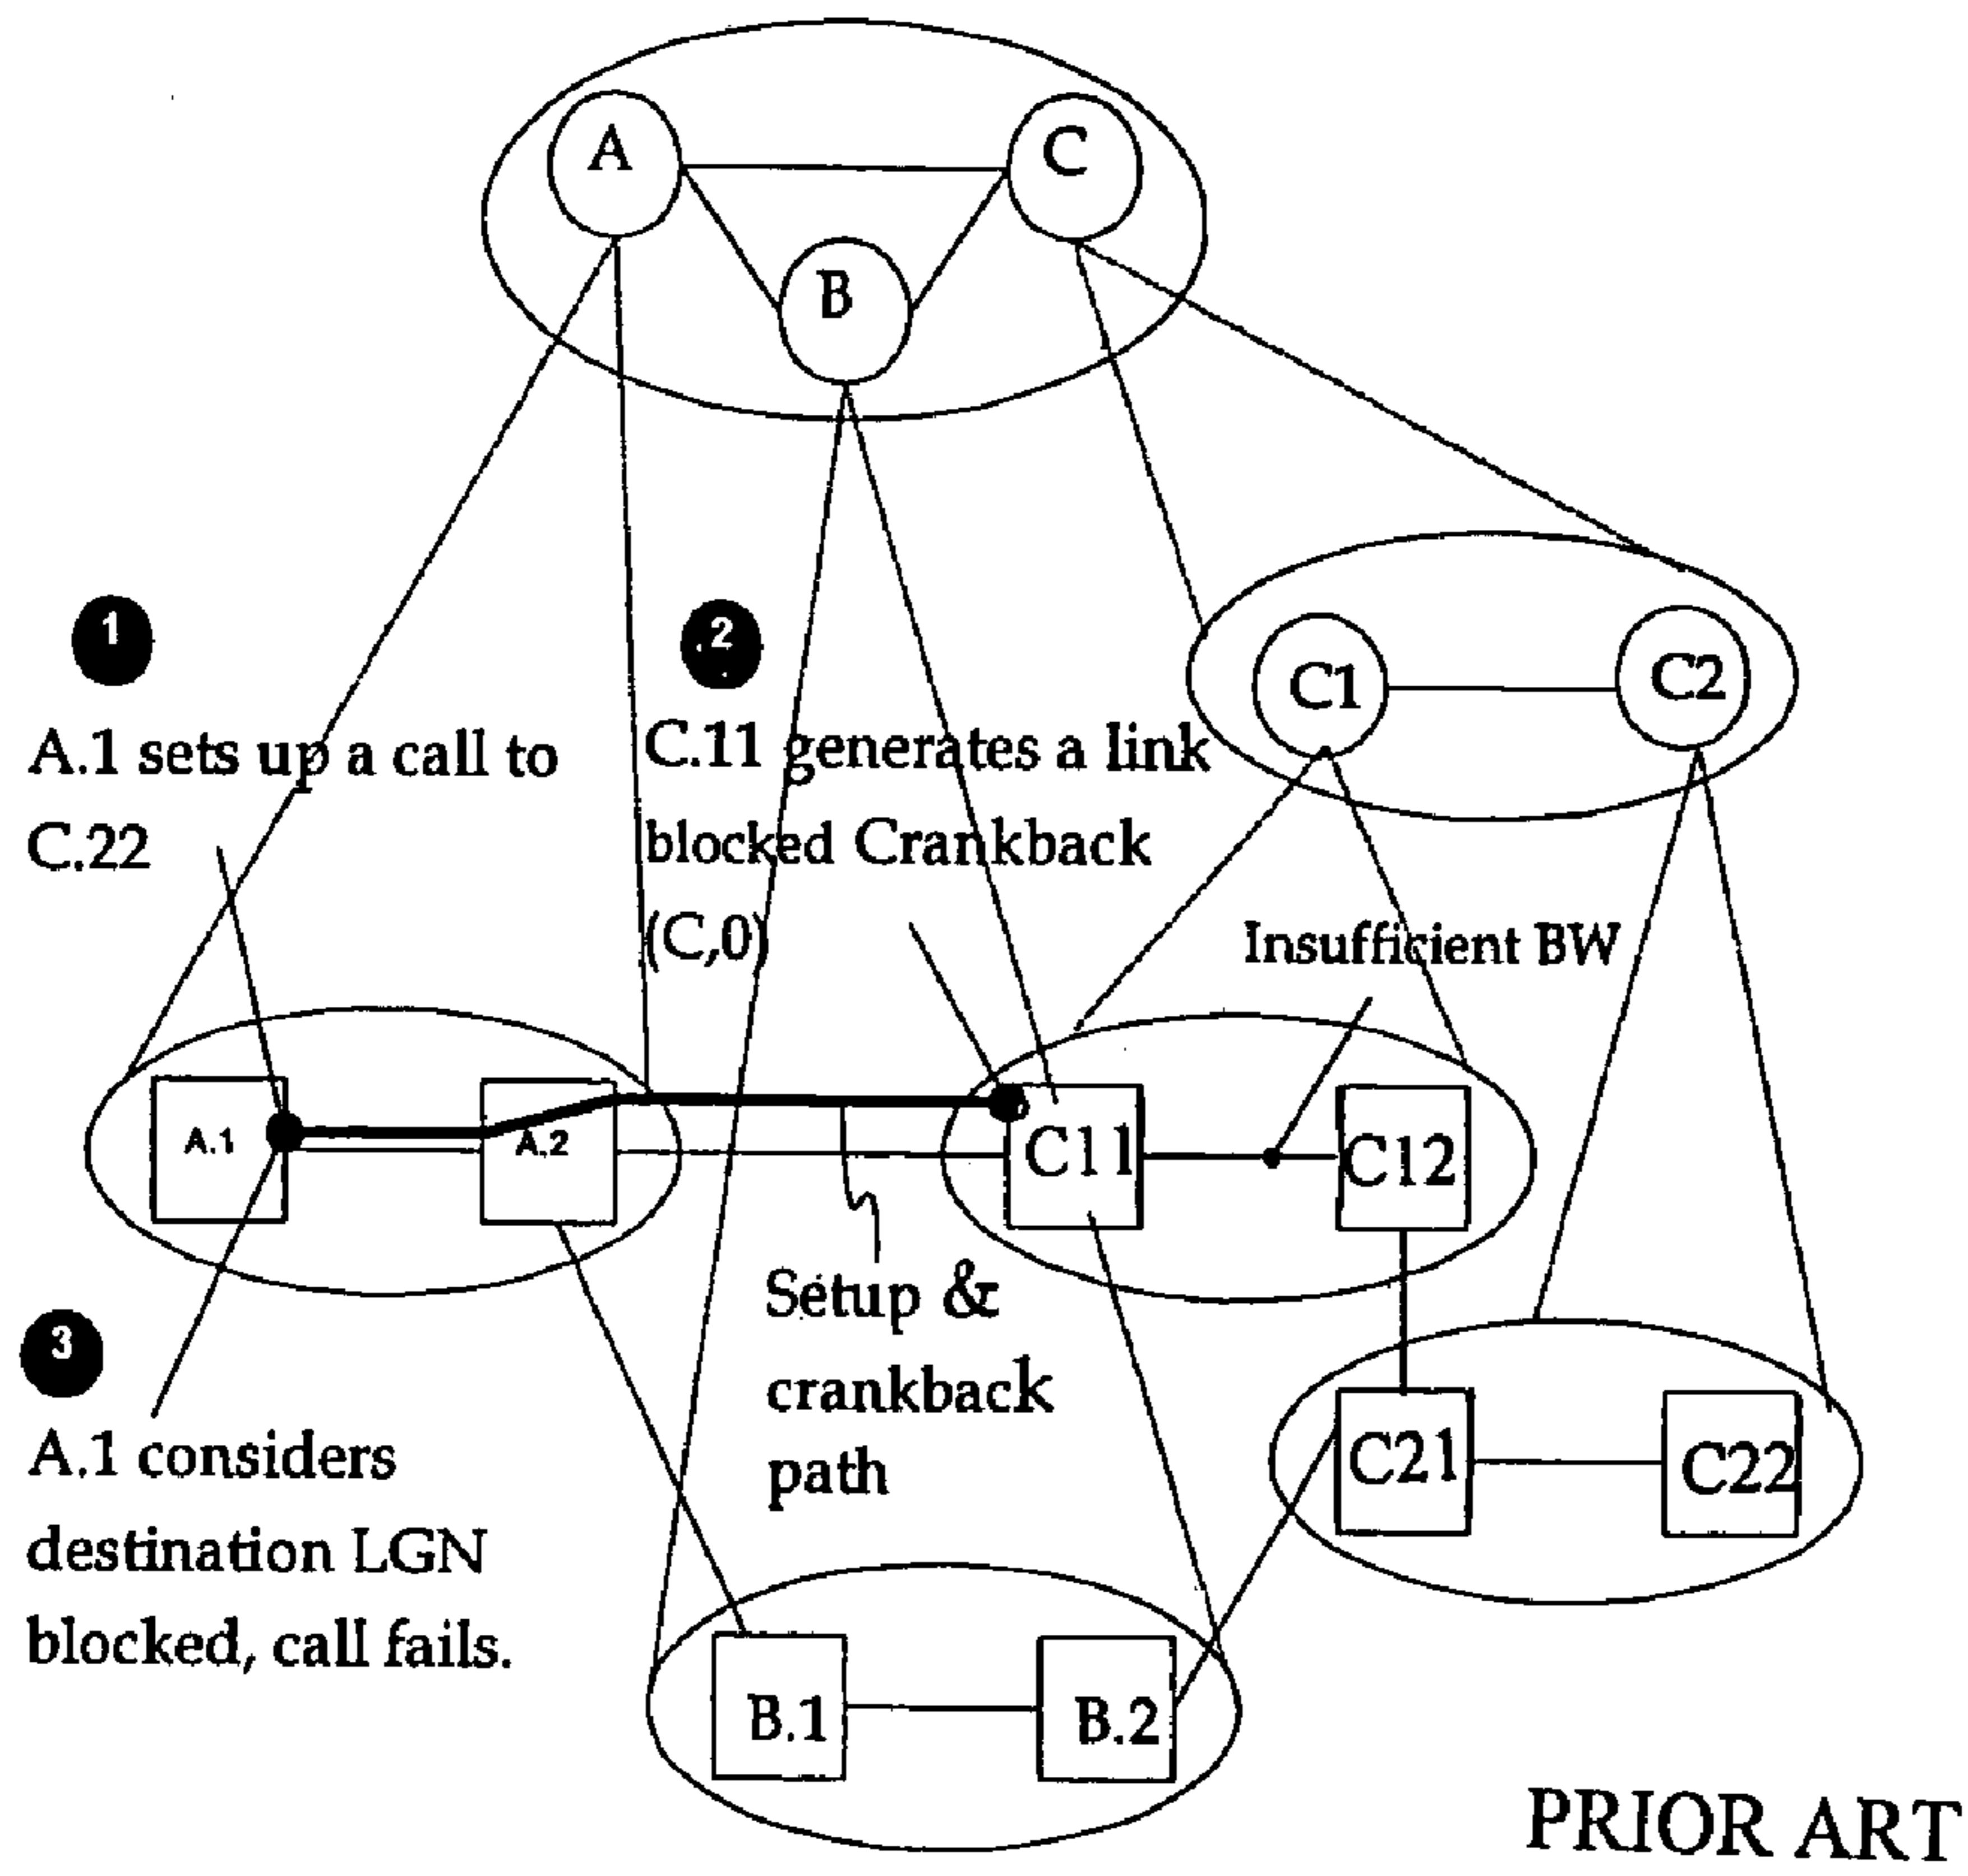 A
C
B
1
.2
A.1 sets up a call to
C.22
C.11 generates a link
blocked Crankback
(C,0)
C1
C2
Insufficient BW
A.1
A.2
C11
C12
Setup &
crankback
path
3
A.1 considers
destination LGN
blocked, call fails.
C21
C22
B.1
B.2
PRIOR ART